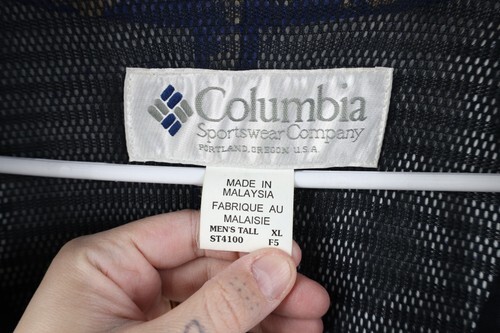 Columbia
Sportswear Company
PORTLAND, OREGON U.S.A.
MADE IN
MALAYSIA
FABRIQUE AU
MALAISIE
MEN'S TALL XL
ST4100 F5